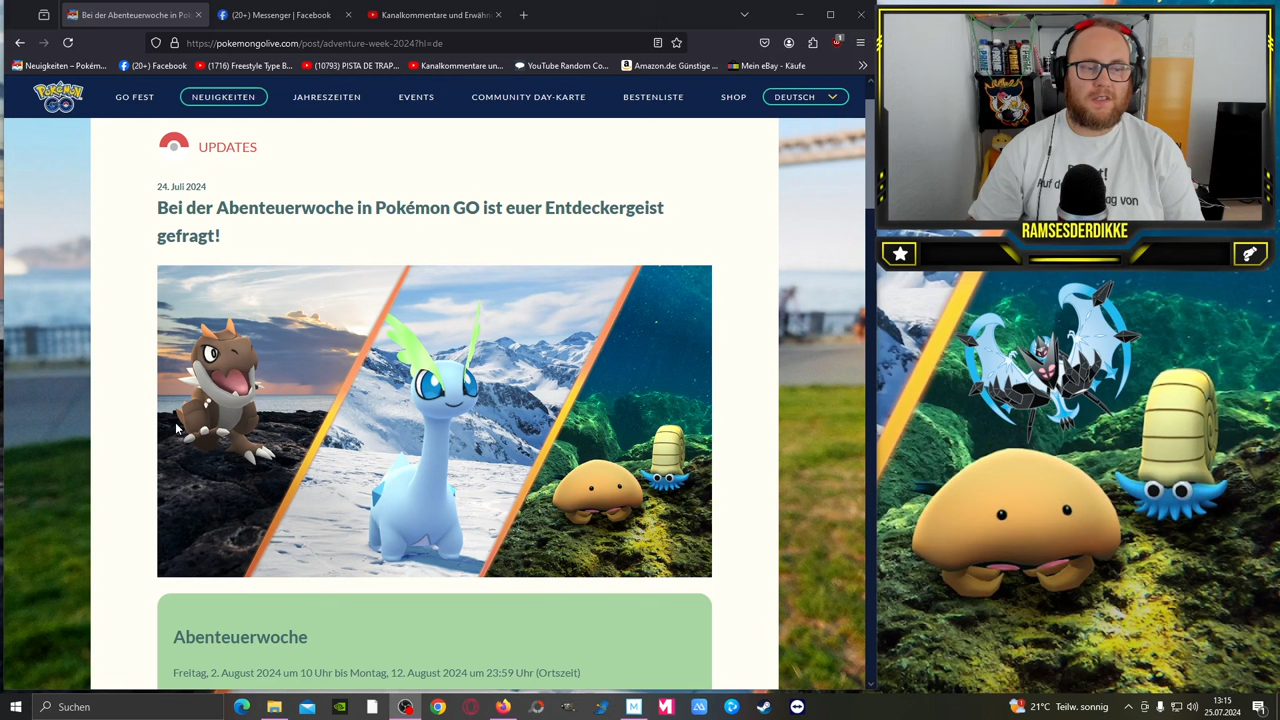 Bei der Abenteuerwoche in Pok
(20+) Messenger | Facebook
Kanalkommentare und Erwähn
https://pokemongolive.com/post/adventure-week-2024?hl=de
Neuigkeiten – Pokém...
(20+) Facebook
(1716) Freestyle Type B...
(10793) PISTA DE TRAP...
Kanalkommentare un...
YouTube Random Co...
Amazon.de: Günstige ...
Mein eBay - Käufe
POKÉMON GO
GO FEST
NEUIGKEITEN
JAHRESZEITEN
EVENTS
COMMUNITY DAY-KARTE
BESTENLISTE
SHOP
DEUTSCH
UPDATES
24. Juli 2024
Bei der Abenteuerwoche in Pokémon GO ist euer Entdeckergeist
gefragt!
Abenteuerwoche
Freitag, 2. August 2024 um 10 Uhr bis Montag, 12. August 2024 um 23:59 Uhr (Ortszeit)
RAMSESDERDIKKE
Suchen
21°C Teilw. sonnig
13:15
25.07.2024